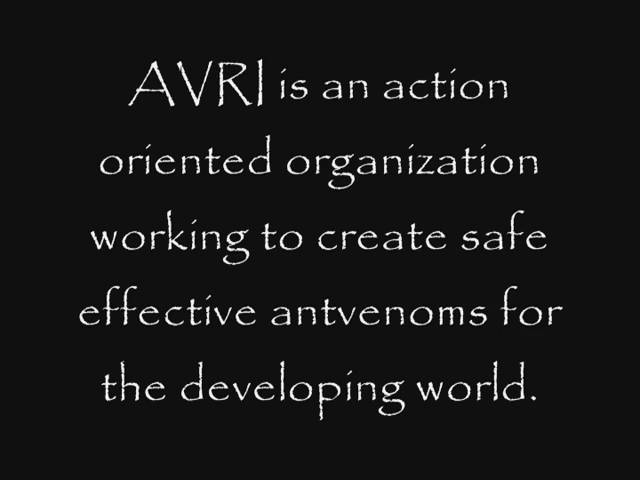 AVRI is an action
oriented organization
working to create safe
effective antvenoms for
the developing world.